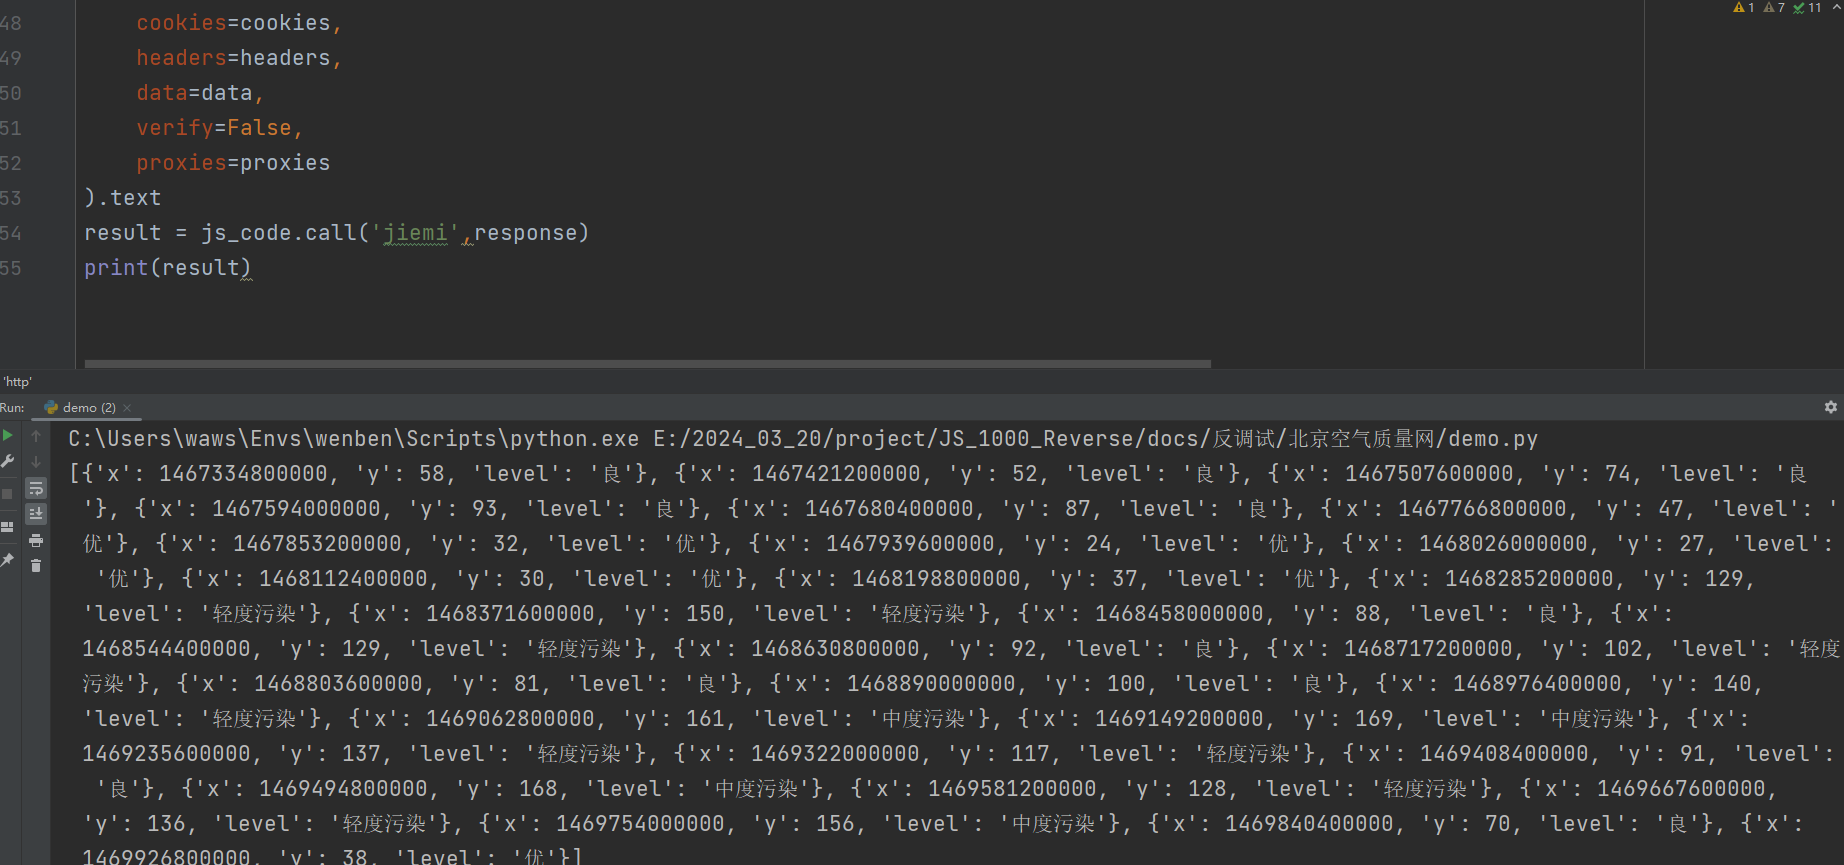 48 cookies=cookies,
49 headers=headers,
50 data=data,
51 verify=False,
52 proxies=proxies
53 ).text
54 result = js_code.call('jiemi',response)
55 print(result)
1 7 11
'http'
Run: demo (2)
C:\Users\waws\Envs\wenben\Scripts\python.exe E:/2024_03_20/project/JS_1000_Reverse/docs/反调试/北京空气质量网/demo.py
[{'x': 1467334800000, 'y': 58, 'level': '良'}, {'x': 1467421200000, 'y': 52, 'level': '良'}, {'x': 1467507600000, 'y': 74, 'level': '良
'}, {'x': 1467594000000, 'y': 93, 'level': '良'}, {'x': 1467680400000, 'y': 87, 'level': '良'}, {'x': 1467766800000, 'y': 47, 'level': '
优'}, {'x': 1467853200000, 'y': 32, 'level': '优'}, {'x': 1467939600000, 'y': 24, 'level': '优'}, {'x': 1468026000000, 'y': 27, 'level':
'优'}, {'x': 1468112400000, 'y': 30, 'level': '优'}, {'x': 1468198800000, 'y': 37, 'level': '优'}, {'x': 1468285200000, 'y': 129,
'level': '轻度污染'}, {'x': 1468371600000, 'y': 150, 'level': '轻度污染'}, {'x': 1468458000000, 'y': 88, 'level': '良'}, {'x':
1468544400000, 'y': 129, 'level': '轻度污染'}, {'x': 1468630800000, 'y': 92, 'level': '良'}, {'x': 1468717200000, 'y': 102, 'level': '轻度
污染'}, {'x': 1468803600000, 'y': 81, 'level': '良'}, {'x': 1468890000000, 'y': 100, 'level': '良'}, {'x': 1468976400000, 'y': 140,
'level': '轻度污染'}, {'x': 1469062800000, 'y': 161, 'level': '中度污染'}, {'x': 1469149200000, 'y': 169, 'level': '中度污染'}, {'x':
1469235600000, 'y': 137, 'level': '轻度污染'}, {'x': 1469322000000, 'y': 117, 'level': '轻度污染'}, {'x': 1469408400000, 'y': 91, 'level':
'良'}, {'x': 1469494800000, 'y': 168, 'level': '中度污染'}, {'x': 1469581200000, 'y': 128, 'level': '轻度污染'}, {'x': 1469667600000,
'y': 136, 'level': '轻度污染'}, {'x': 1469754000000, 'y': 156, 'level': '中度污染'}, {'x': 1469840400000, 'y': 70, 'level': '良'}, {'x':
1469926800000, 'y': 38, 'level': '优'}]